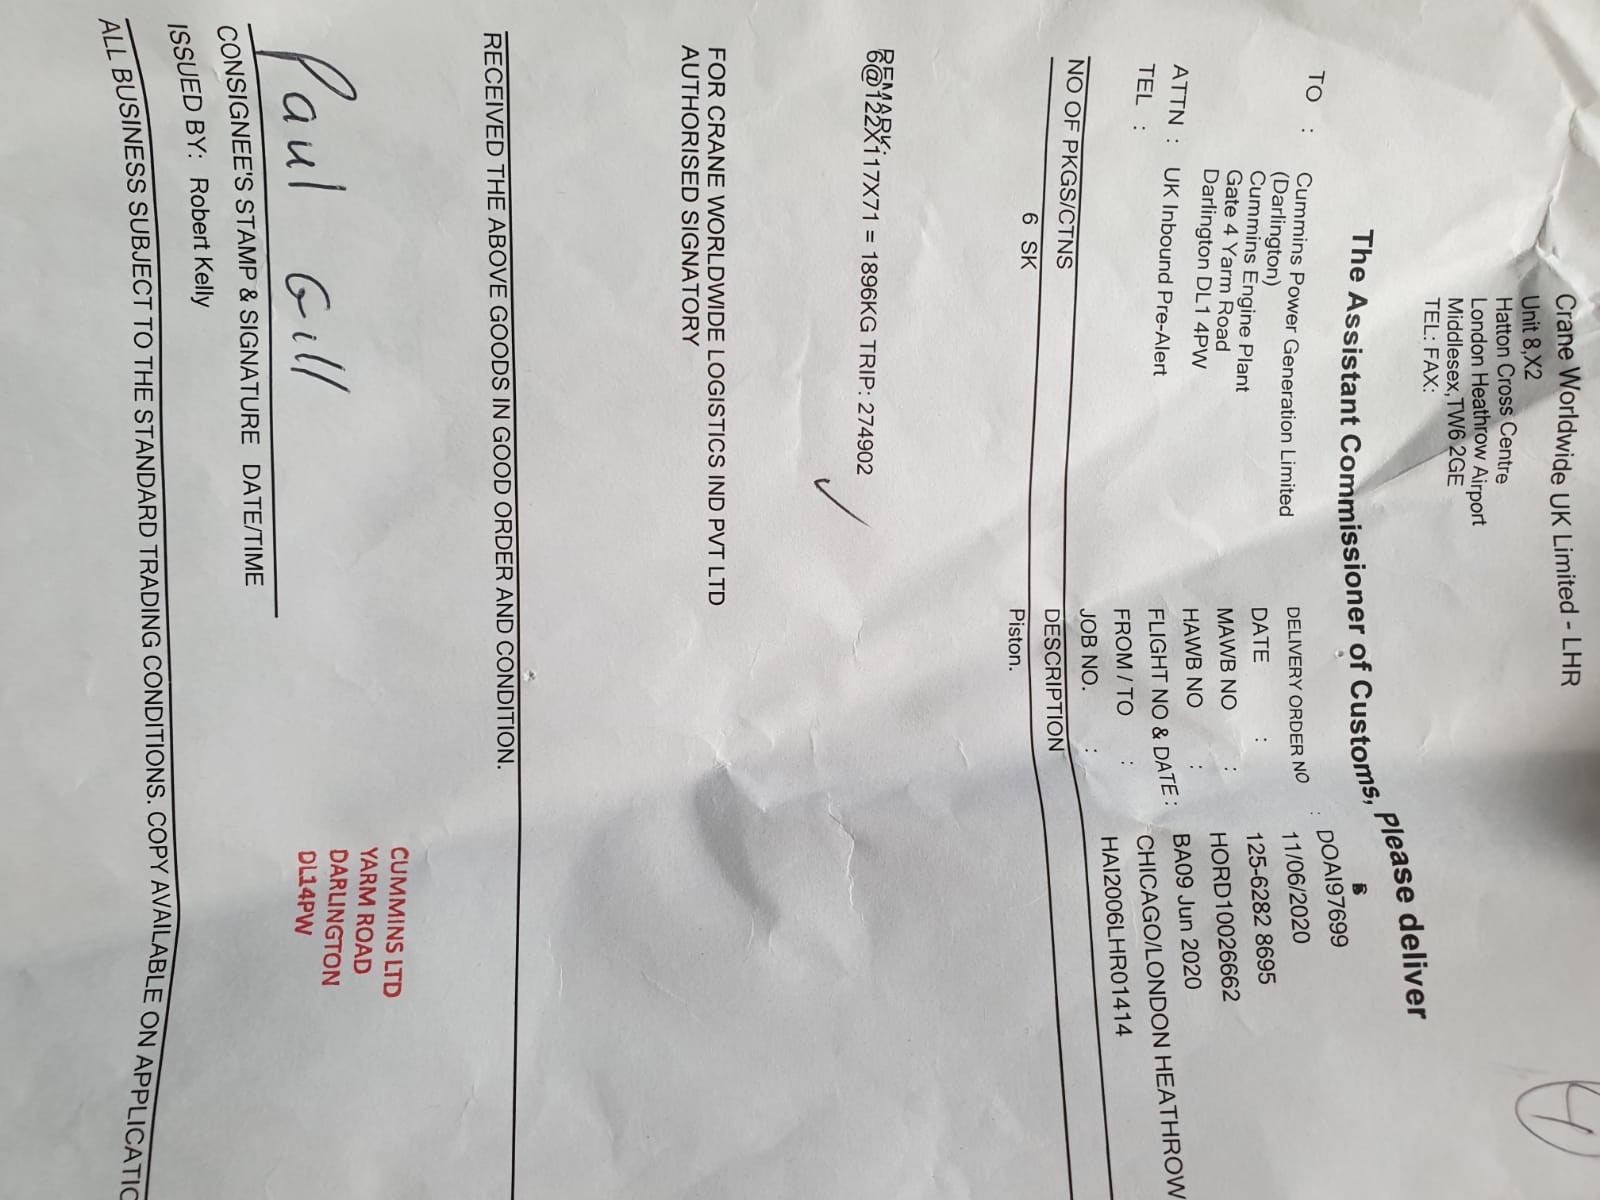 Crane Worldwide UK Limited - LHR
Unit 8,X2
Hatton Cross Centre
London Heathrow Airport
Middlesex,TW6 2GE
TEL: FAX:
4
The Assistant Commissioner of Customs, Please deliver
TO : Cummins Power Generation Limited
(Darlington)
Cummins Engine Plant
Gate 4 Yarm Road
Darlington DL1 4PW
ATTN : UK Inbound Pre-Alert
TEL :
DELIVERY ORDER NO : DOAI97699
DATE : 11/06/2020
MAWB NO : 125-6282 8695
HAWB NO : HORD10026662
FLIGHT NO & DATE : BA09 Jun 2020
FROM / TO : CHICAGO/LONDON HEATHROW
JOB NO. : HAI2006LHR01414
NO OF PKGS/CTNS DESCRIPTION
6 SK Piston.
REMARK:
6@122X117X71 = 1896KG TRIP: 274902
FOR CRANE WORLDWIDE LOGISTICS IND PVT LTD
AUTHORISED SIGNATORY
RECEIVED THE ABOVE GOODS IN GOOD ORDER AND CONDITION.
Paul Gill
CUMMINS LTD
YARM ROAD
DARLINGTON
DL14PW
CONSIGNEE'S STAMP & SIGNATURE DATE/TIME
ISSUED BY: Robert Kelly
ALL BUSINESS SUBJECT TO THE STANDARD TRADING CONDITIONS. COPY AVAILABLE ON APPLICATIO